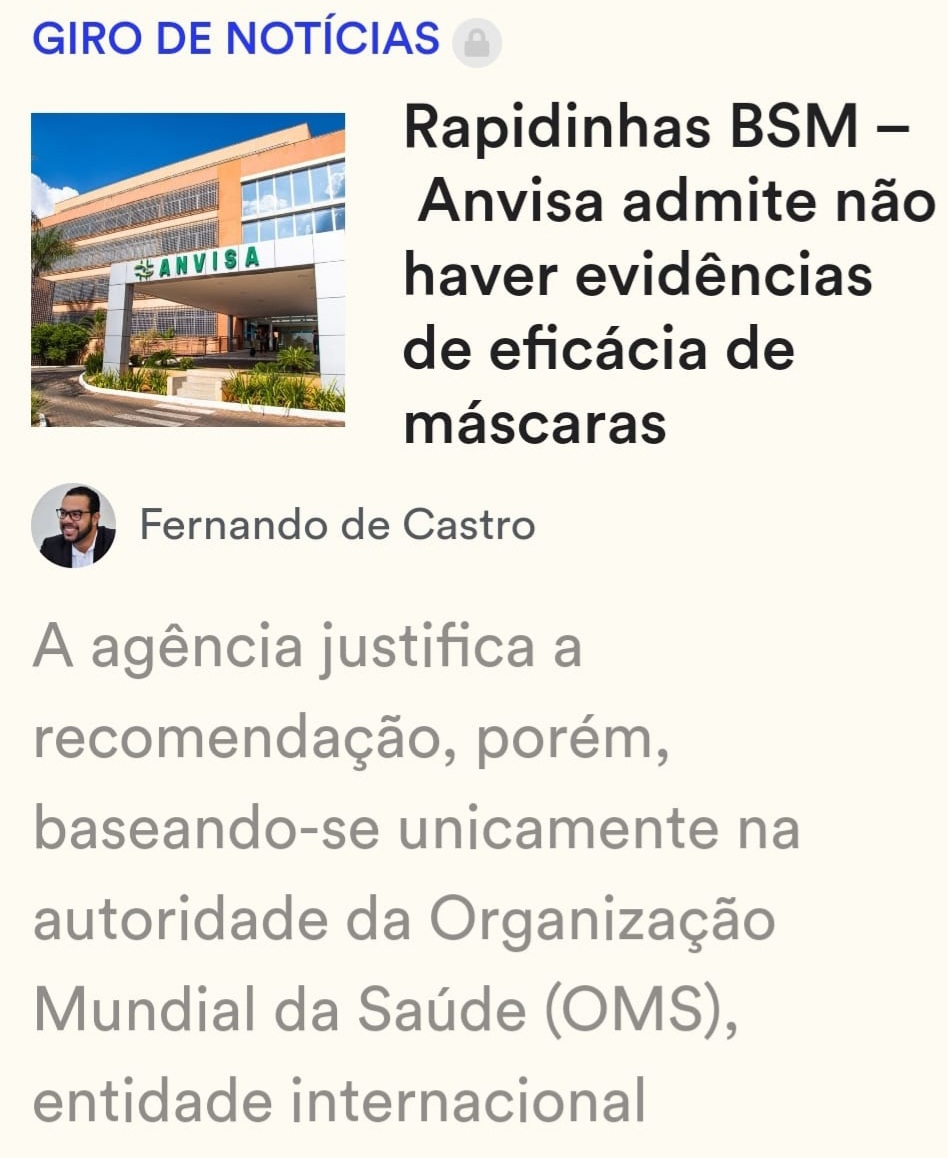 GIRO DE NOTÍCIAS
ANVISA
Rapidinhas BSM –
Anvisa admite não
haver evidências
de eficácia de
máscaras
Fernando de Castro
A agência justifica a
recomendação, porém,
baseando-se unicamente na
autoridade da Organização
Mundial da Saúde (OMS),
entidade internacional